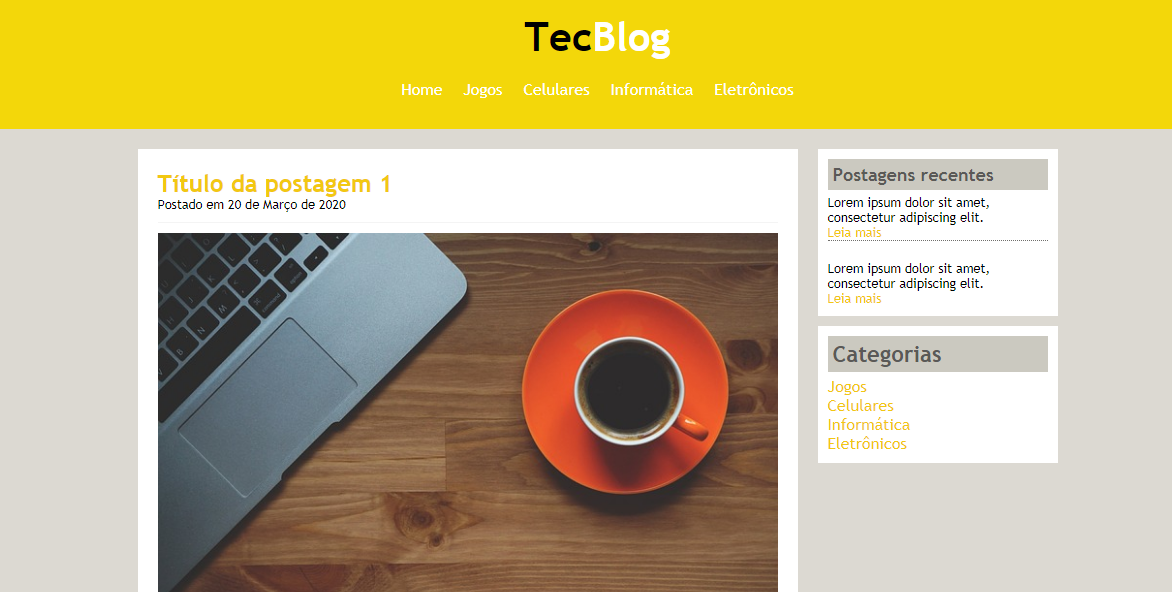 TecBlog
Home Jogos Celulares Informática Eletrônicos
Título da postagem 1
Postado em 20 de Março de 2020
Postagens recentes
Lorem ipsum dolor sit amet,
consectetur adipiscing elit.
Leia mais
Lorem ipsum dolor sit amet,
consectetur adipiscing elit.
Leia mais
Categorias
Jogos
Celulares
Informática
Eletrônicos